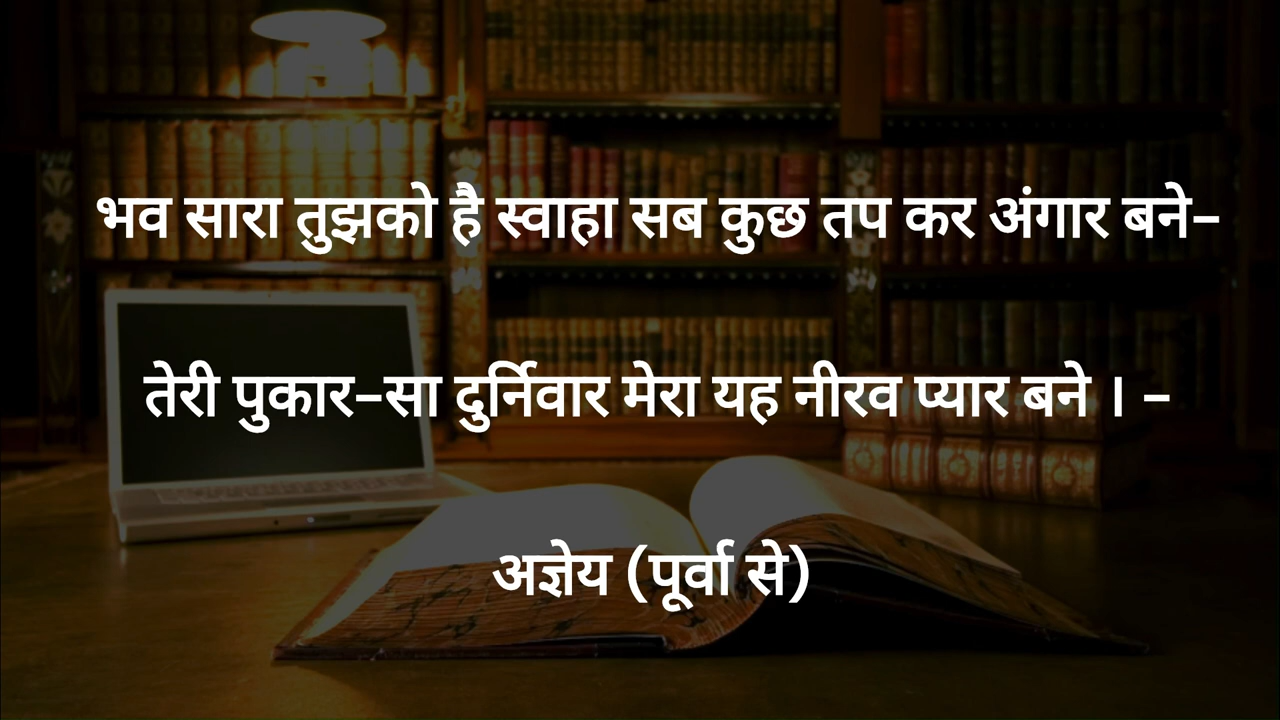 भव सारा तुझको है स्वाहा सब कुछ तप कर अंगार बने-
तेरी पुकार-सा दुर्निवार मेरा यह नीरव प्यार बने । -
अज्ञेय (पूर्वा से)